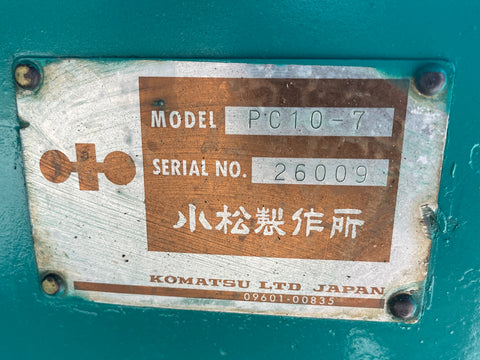 MODEL PC10-7
SERIAL NO. 26009
小松製作所
KOMATSU LTD JAPAN
09601-00835